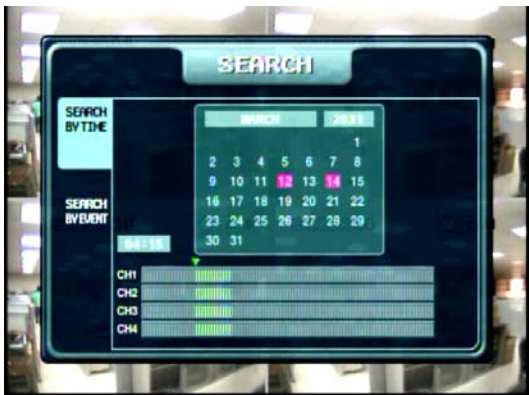 SEARCH
SEARCH
BY TIME
MARCH 2031
1
2 3 4 5 6 7 8
9 10 11 12 13 14 15
16 17 18 19 20 21 22
SEARCH
BY EVENT
23 24 25 26 27 28 29
30 31
04:15
CH1
CH2
CH3
CH4